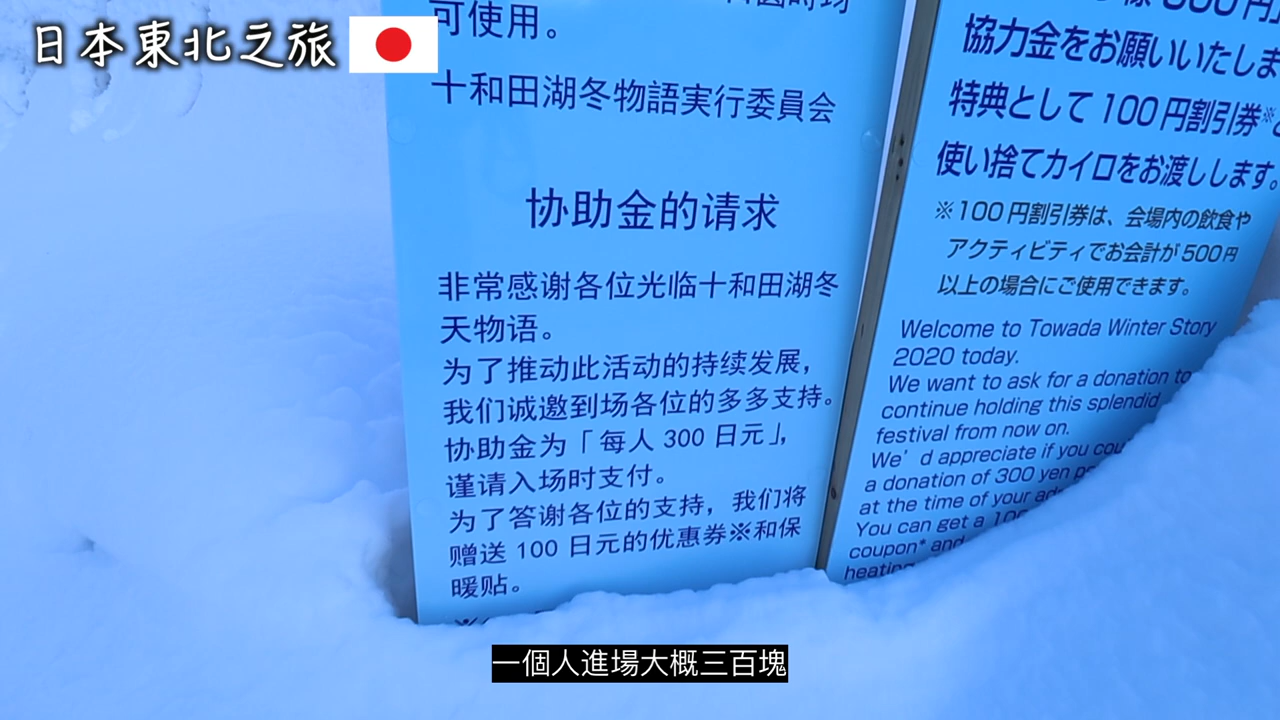 日本東北之旅
可使用。
十和田湖冬物語実行委員会
协助金的请求
非常感谢各位光临十和田湖冬
天物语。
为了推动此活动的持续发展，
我们诚邀到场各位的多多支持。
协助金为「每人 300 日元」，
谨请入场时支付。
为了答谢各位的支持，我们将
赠送 100 日元的优惠券※和保
暖贴。
協力金をお願いいたしま
特典として 100 円割引券※
使い捨てカイロをお渡しします。
※100 円割引券は、会場内の飲食や
アクティビティでお会計が 500 円
以上の場合にご使用できます。
Welcome to Towada Winter Story
2020 today.
We want to ask for a donation to
continue holding this splendid
festival from now on.
We'd appreciate if you
a donation of 300 yen
at the time of your
You can get a
coupon* and
heating
一個人進場大概三百塊